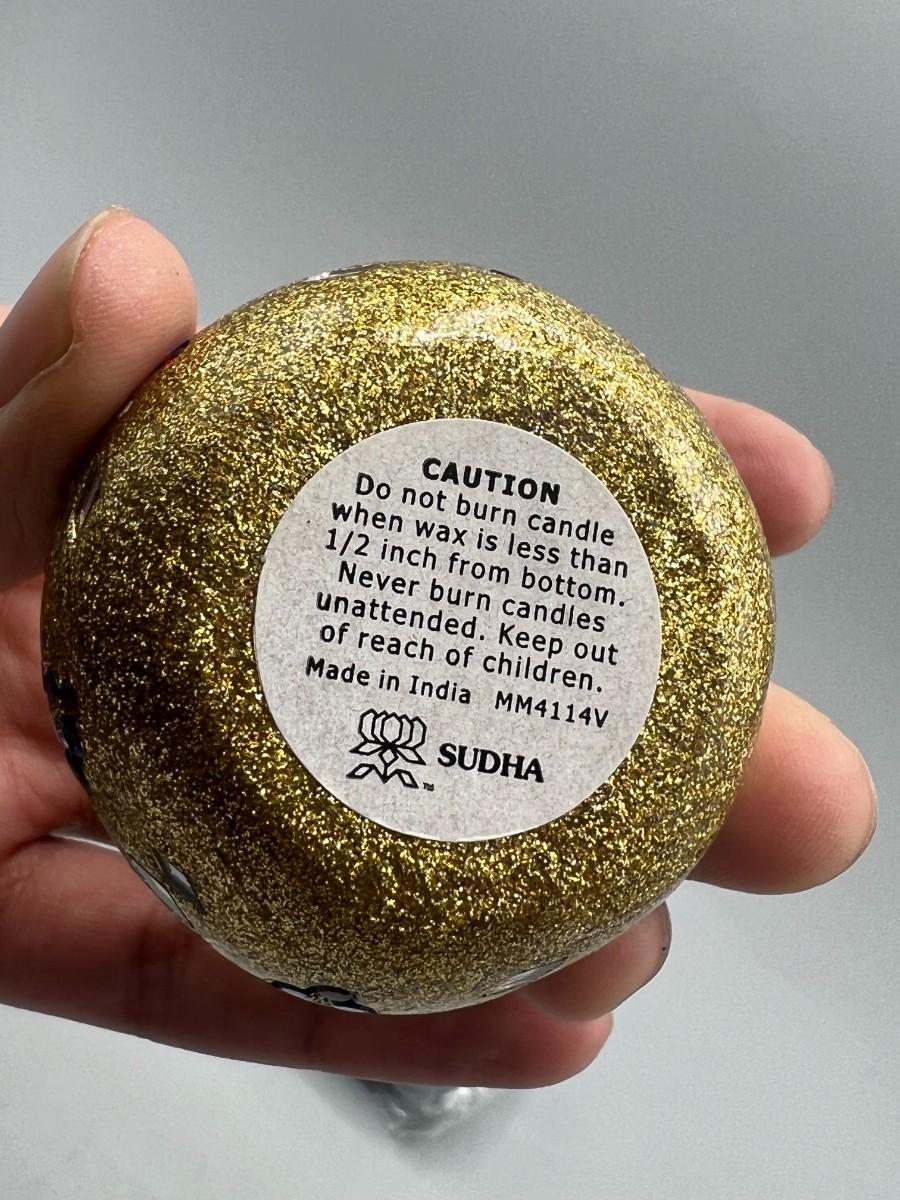 CAUTION
Do not burn candle
when wax is less than
1/2 inch from bottom.
Never burn candles
unattended. Keep out
of reach of children.
Made in India MM4114V
SUDHA
TM